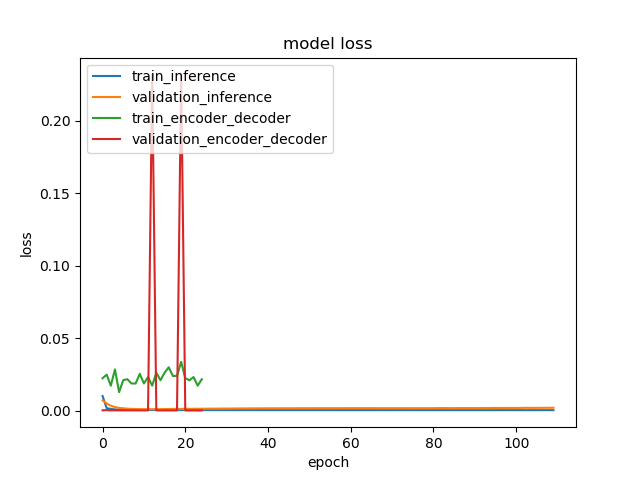 model loss
train_inference
validation_inference
train_encoder_decoder
validation_encoder_decoder
0.20
0.15
0.10
0.05
0.00
loss
0 20 40 60 80 100
epoch